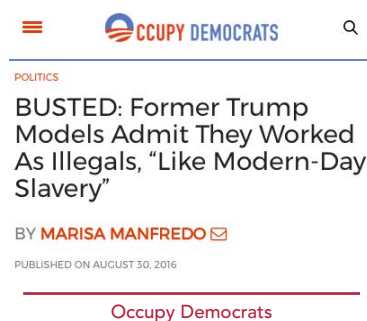 OCCUPY DEMOCRATS
POLITICS
BUSTED: Former Trump
Models Admit They Worked
As Illegals, “Like Modern-Day
Slavery”
BY MARISA MANFREDO
PUBLISHED ON AUGUST 30, 2016
Occupy Democrats